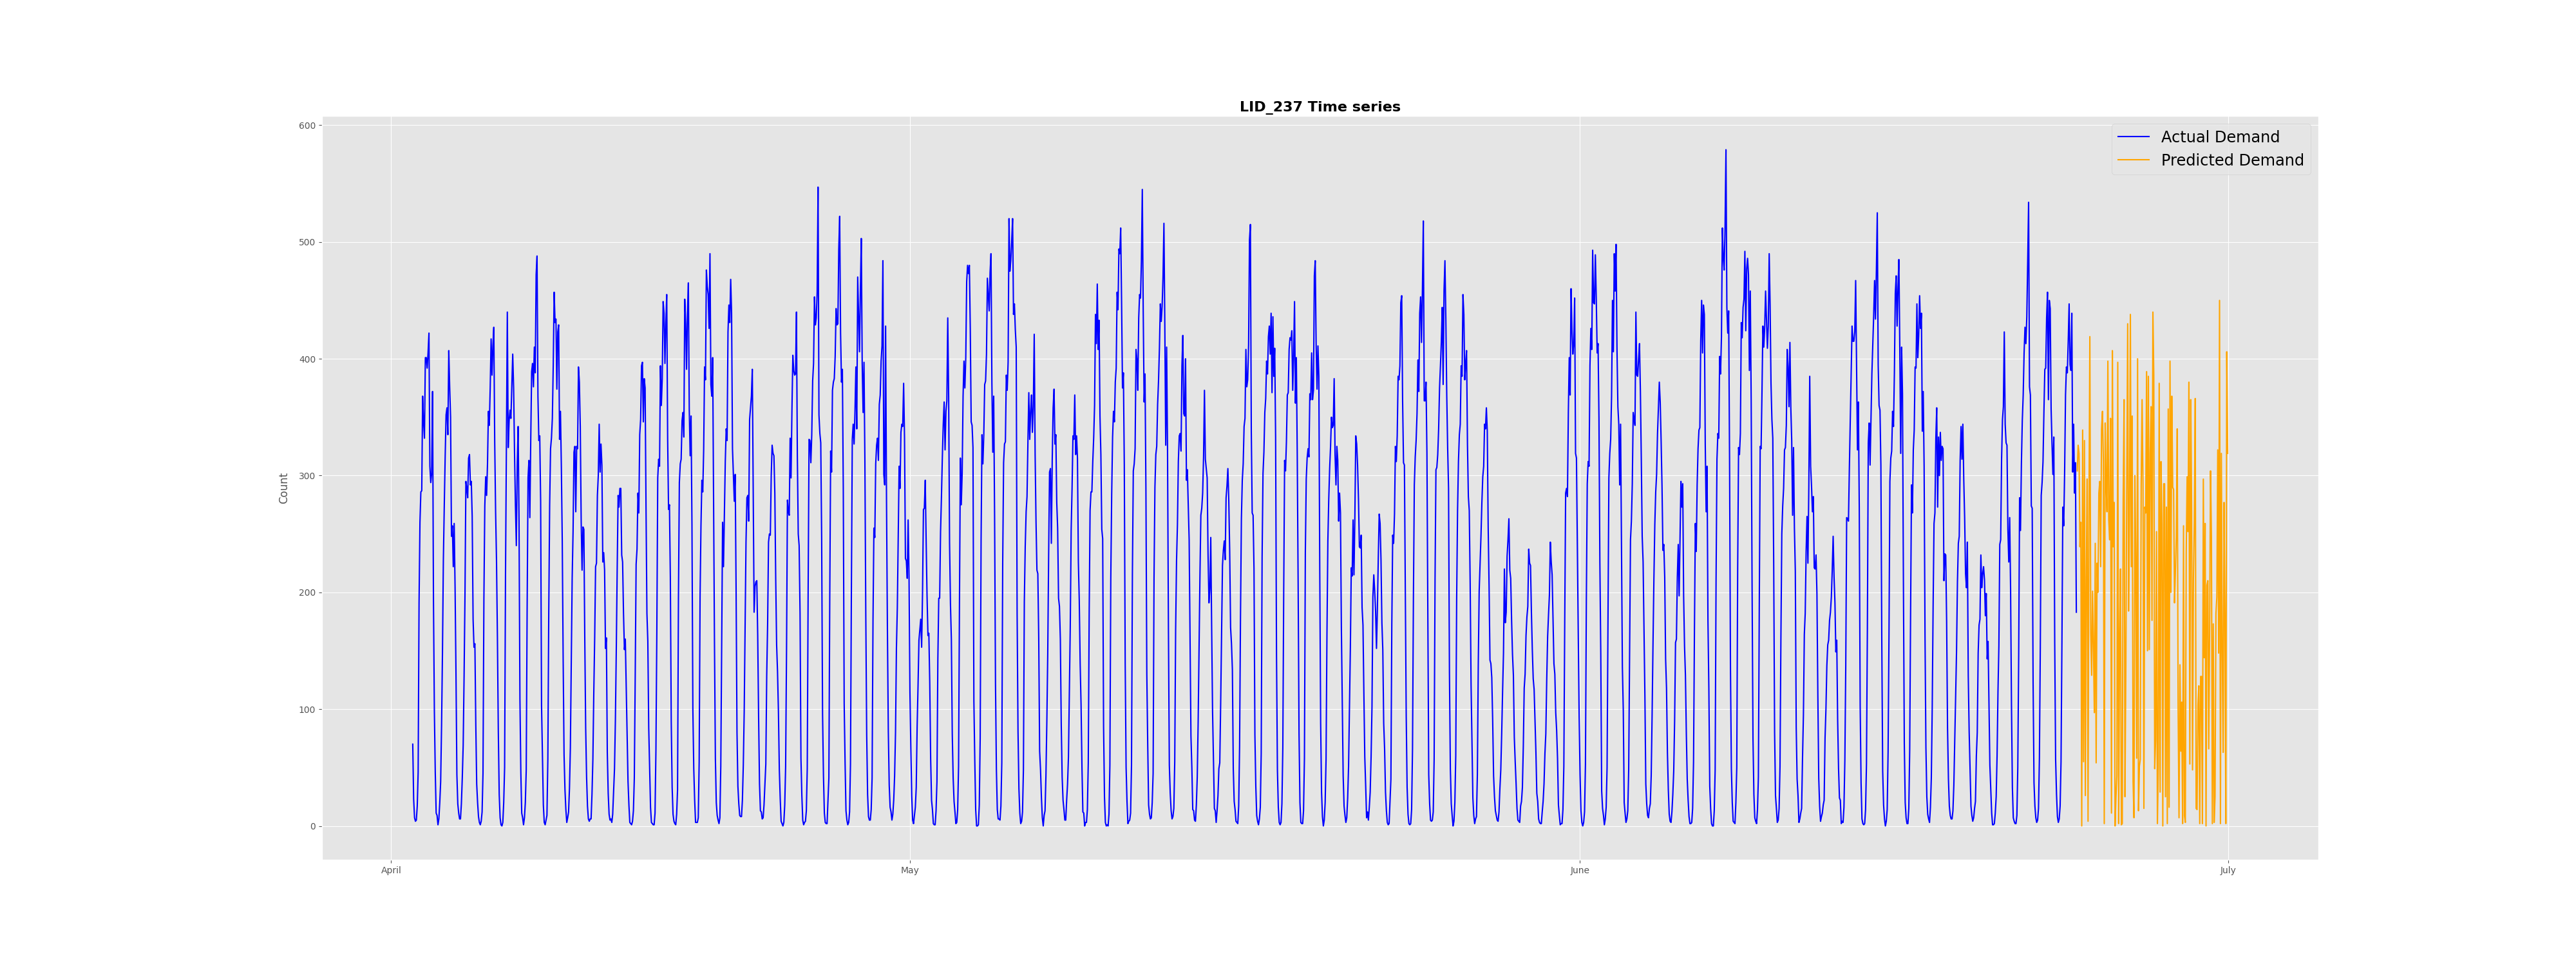 LID_237 Time series
600
500
400
300
200
100
0
Count
Actual Demand
Predicted Demand
April
May
June
July